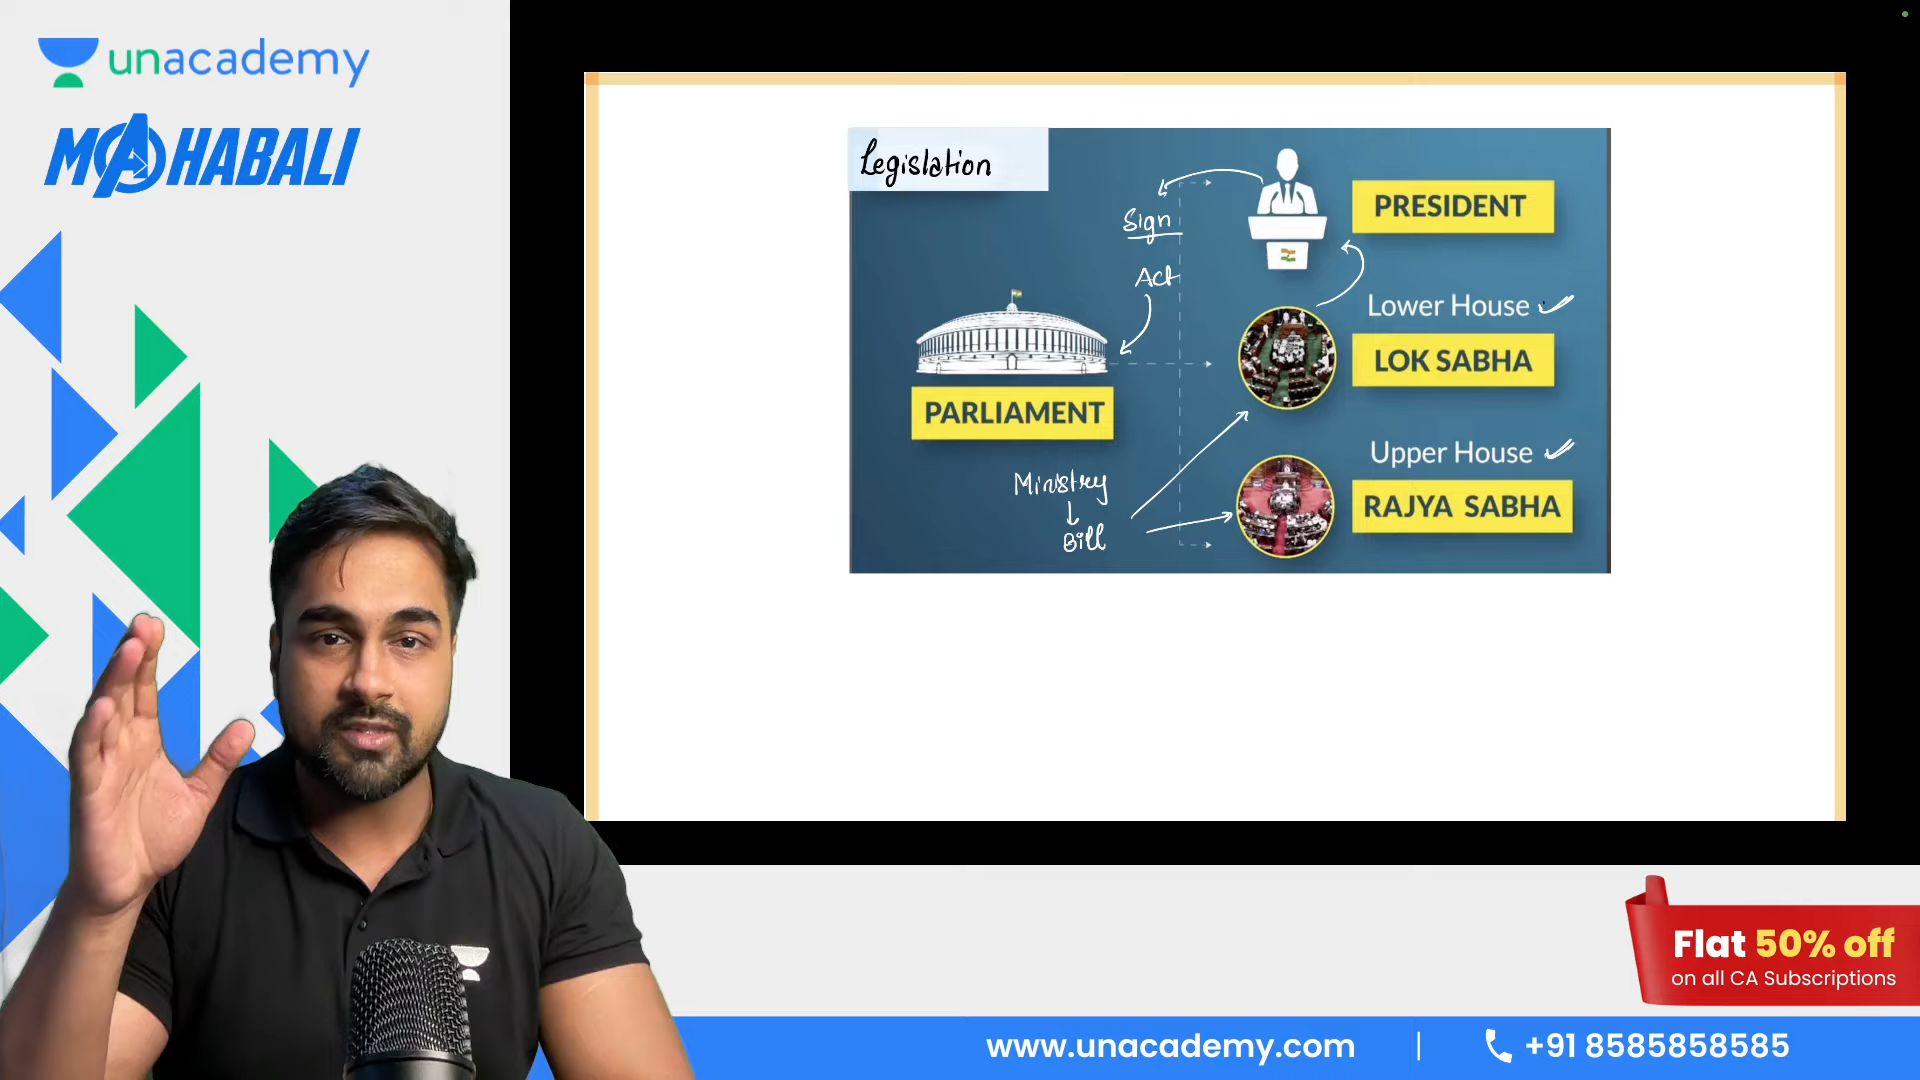 unacademy
MAHABALI
Legislation
PRESIDENT
Sign
Act
Lower House
LOK SABHA
PARLIAMENT
Upper House
Ministry
RAJYA SABHA
Bill
Flat 50% off
on all CA Subscriptions
www.unacademy.com | +91 8585858585